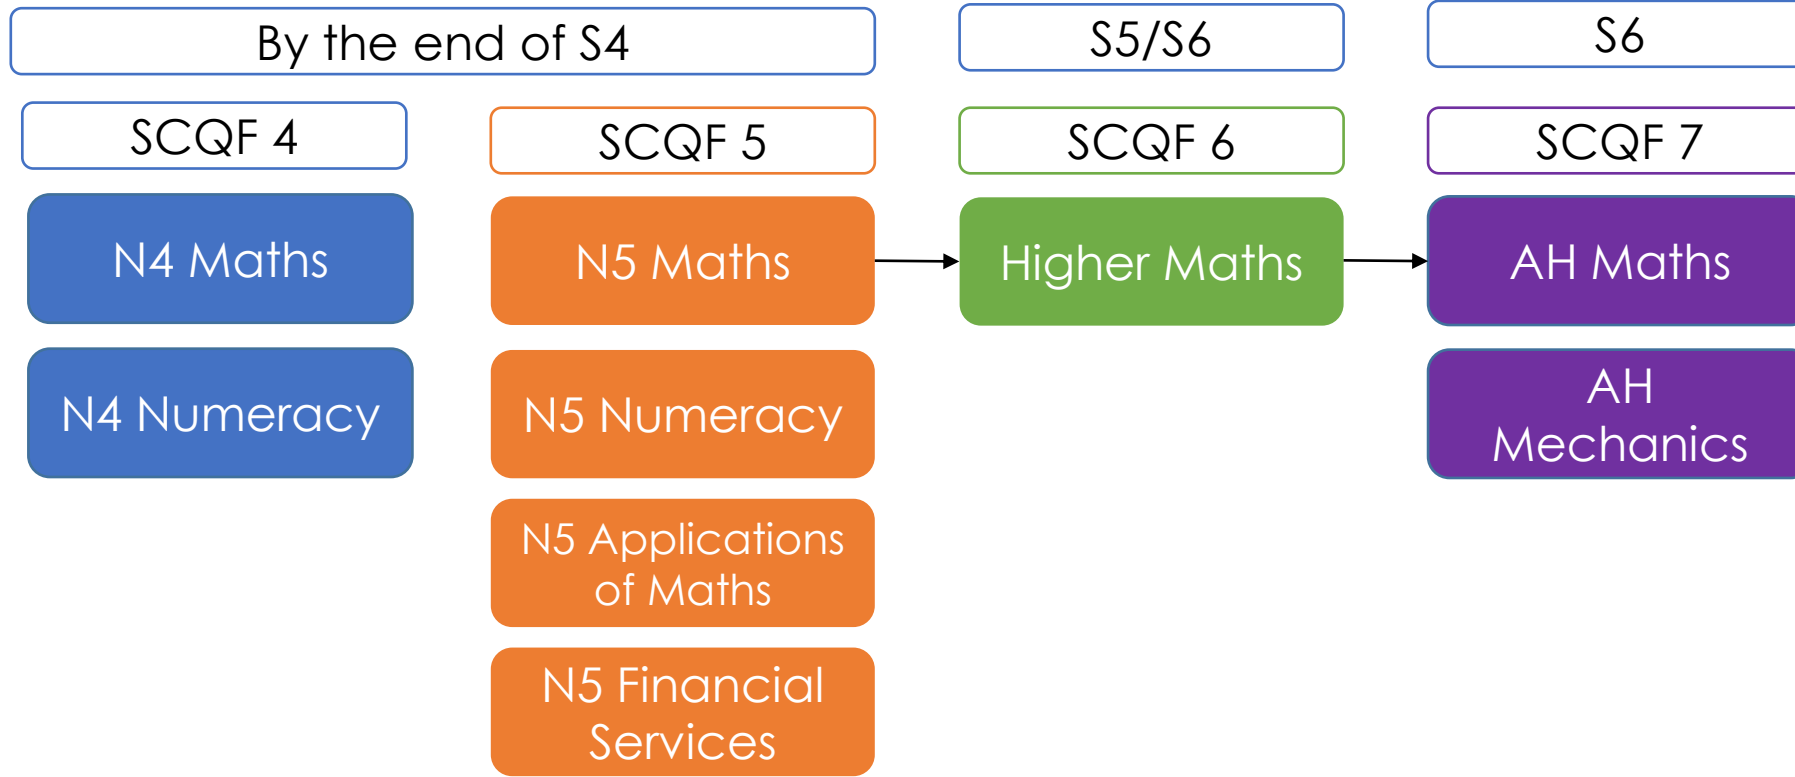 By the end of S4
S5/S6
S6
SCQF 4
SCQF 5
SCQF 6
SCQF 7
N4 Maths
N5 Maths
Higher Maths
AH Maths
N4 Numeracy
N5 Numeracy
AH
Mechanics
N5 Applications
of Maths
N5 Financial
Services